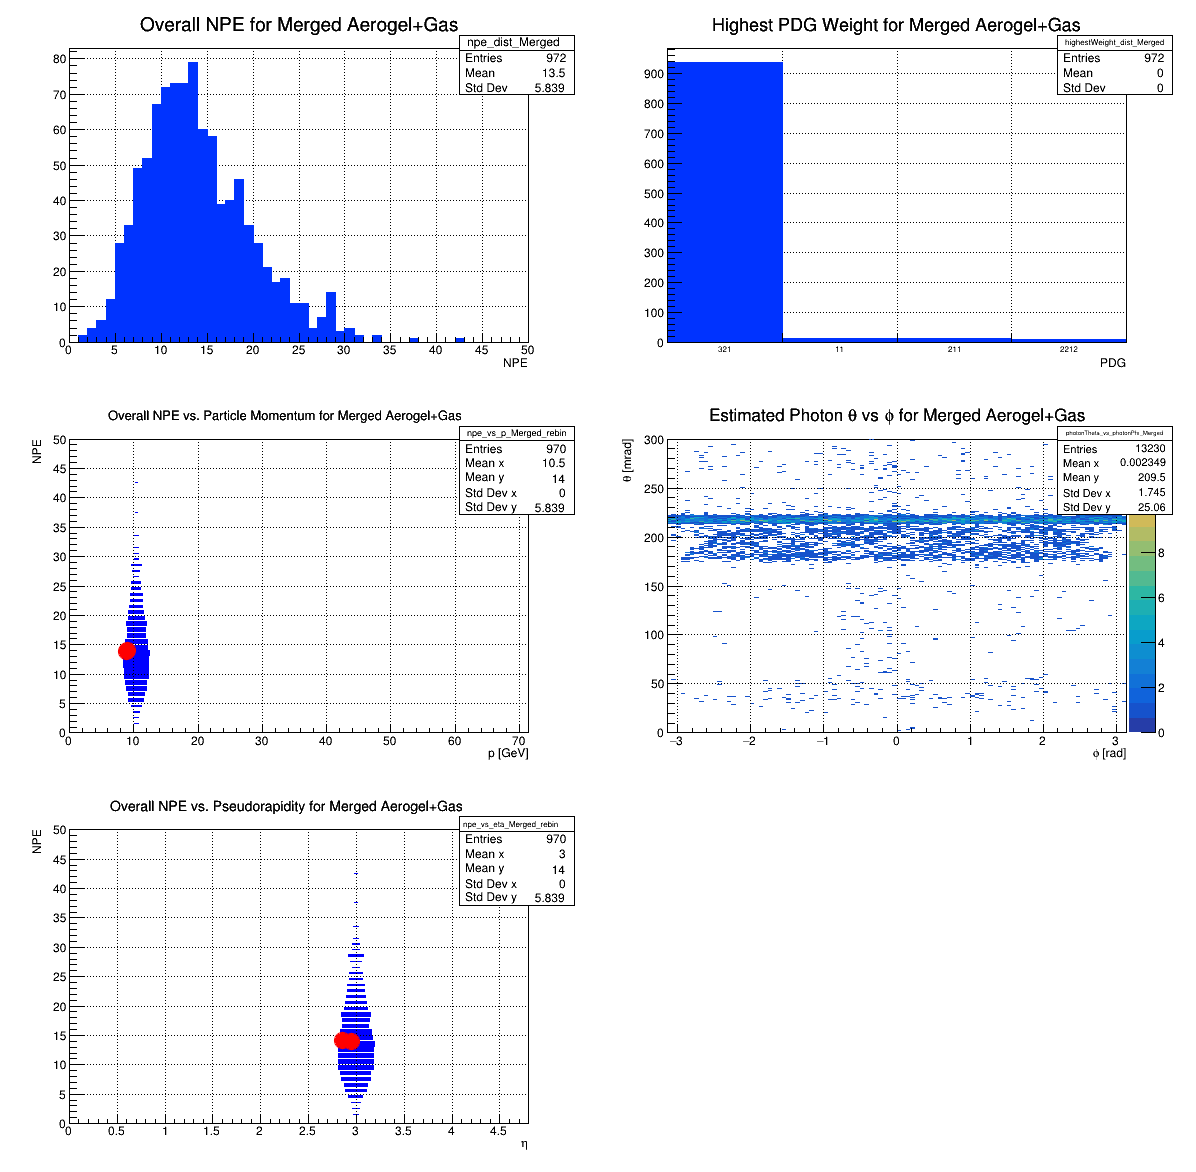 Overall NPE for Merged Aerogel+Gas
npe_dist_Merged
Entries 972
Mean 13.5
Std Dev 5.839
80
70
60
50
40
30
20
10
0
0 5 10 15 20 25 30 35 40 45 50
NPE
Highest PDG Weight for Merged Aerogel+Gas
highestWeight_dist_Merged
Entries 972
Mean 0
Std Dev 0
900
800
700
600
500
400
300
200
100
0
321 11 211 2212
PDG
Overall NPE vs. Particle Momentum for Merged Aerogel+Gas
npe_vs_p_Merged_rebin
Entries 970
Mean x 10.5
Mean y 14
Std Dev x 0
Std Dev y 5.839
NPE
50
45
40
35
30
25
20
15
10
5
0
0 10 20 30 40 50 60 70
p [GeV]
Estimated Photon θ vs ϕ for Merged Aerogel+Gas
photonTheta_vs_photonPhi_Merged
Entries 13230
Mean x 0.002349
Mean y 209.5
Std Dev x 1.745
Std Dev y 25.06
θ [mrad]
300
250
200
150
100
50
0
−3 −2 −1 0 1 2 3
ϕ [rad]
8
6
4
2
0
Overall NPE vs. Pseudorapidity for Merged Aerogel+Gas
npe_vs_eta_Merged_rebin
Entries 970
Mean x 3
Mean y 14
Std Dev x 0
Std Dev y 5.839
NPE
50
45
40
35
30
25
20
15
10
5
0
0 0.5 1 1.5 2 2.5 3 3.5 4 4.5
η